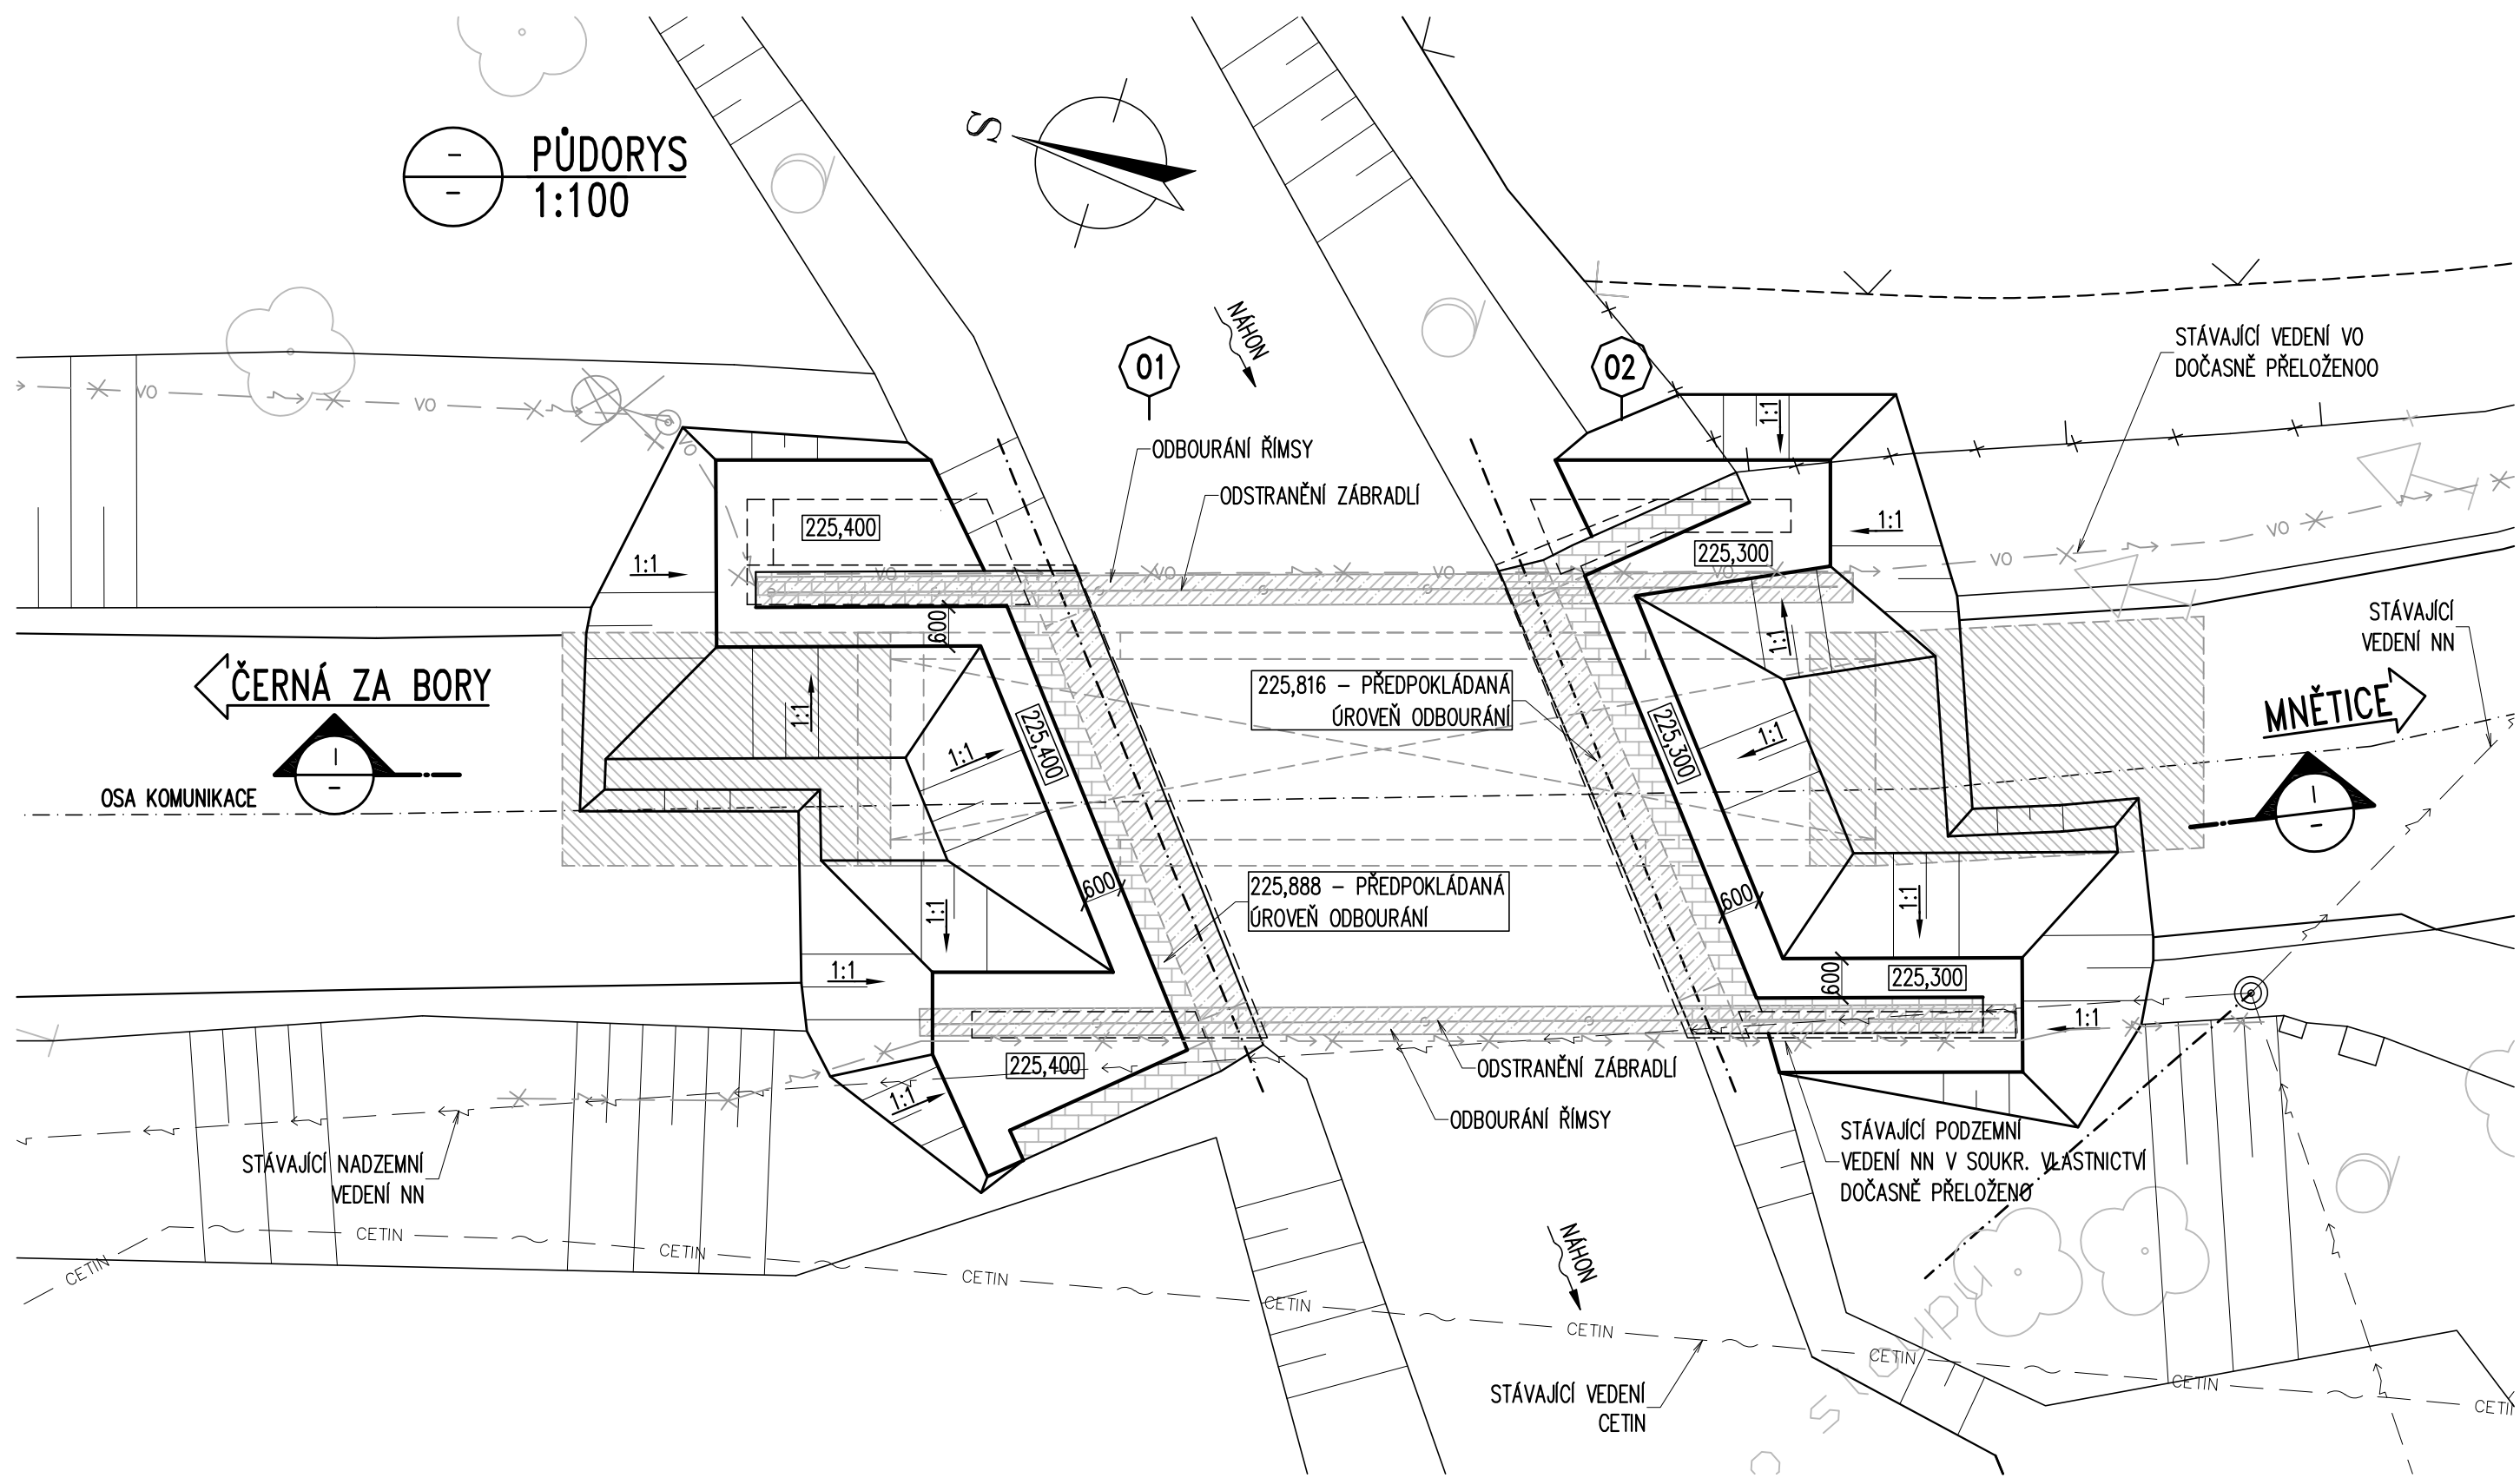 PŮDORYS
1:100
S
NÁHON
01
02
STÁVAJÍCÍ VEDENÍ VO
DOČASNĚ PŘELOŽENOO
ODBOURÁNÍ ŘÍMSY
ODSTRANĚNÍ ZÁBRADLÍ
VO
VO
VO
VO
VO
VO
VO
VO
VO
1:1
1:1
1:1
225,400
225,300
600
STÁVAJÍCÍ
VEDENÍ NN
ČERNÁ ZA BORY
MNĚTICE
OSA KOMUNIKACE
1:1
1:1
1:1
1:1
225,400
225,300
225,816 – PŘEDPOKLÁDANÁ
ÚROVEŇ ODBOURÁNÍ
225,888 – PŘEDPOKLÁDANÁ
ÚROVEŇ ODBOURÁNÍ
600
600
1:1
1:1
1:1
600
225,300
1:1
225,400
1:1
ODSTRANĚNÍ ZÁBRADLÍ
ODBOURÁNÍ ŘÍMSY
STÁVAJÍCÍ PODZEMNÍ
VEDENÍ NN V SOUKR. VLASTNICTVÍ
DOČASNĚ PŘELOŽENO
STÁVAJÍCÍ NADZEMNÍ
VEDENÍ NN
NÁHON
CETIN
CETIN
CETIN
CETIN
CETIN
CETIN
CETIN
CETIN
STÁVAJÍCÍ VEDENÍ
CETIN